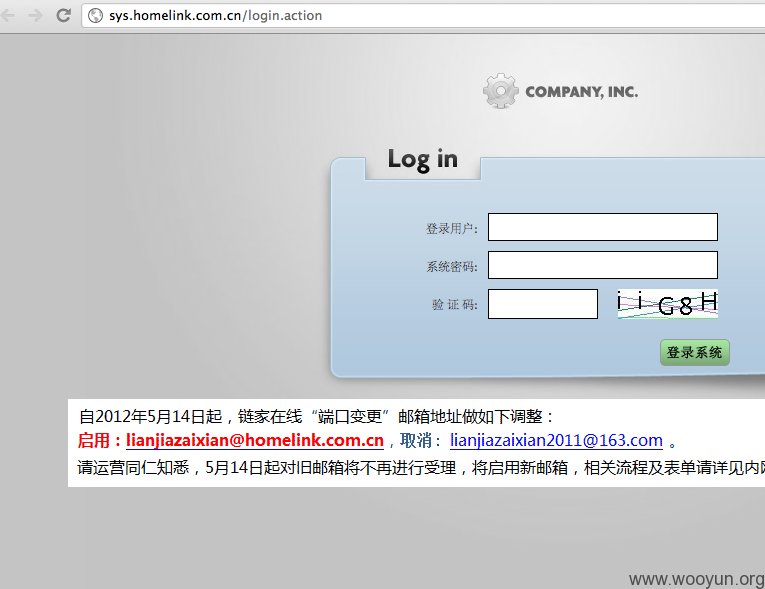 sys.homelink.com.cn/login.action
COMPANY, INC.
Log in
登录用户:
系统密码:
验 证 码:
iiG8H
登录系统
自2012年5月14日起，链家在线“端口变更”邮箱地址做如下调整：
启用：lianjiazaixian@homelink.com.cn，取消：lianjiazaixian2011@163.com 。
请运营同仁知悉，5月14日起对旧邮箱将不再进行受理，将启用新邮箱，相关流程及表单请详见内网
www.wooyun.org